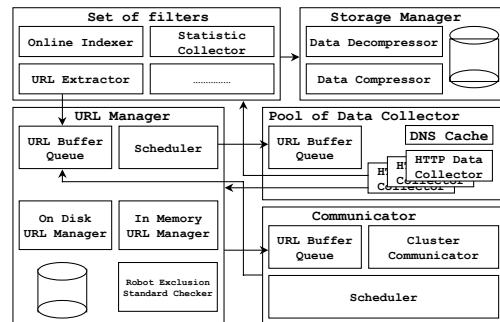 Set of filters
Online Indexer
Statistic
Collector
URL Extractor
...............
Storage Manager
Data Decompressor
Data Compressor
URL Manager
URL Buffer
Queue
Scheduler
On Disk
URL Manager
In Memory
URL Manager
Robot Exclusion
Standard Checker
Pool of Data Collector
URL Buffer
Queue
DNS Cache
HTTP Data
Collector
Collector
Collector
Communicator
URL Buffer
Queue
Cluster
Communicator
Scheduler